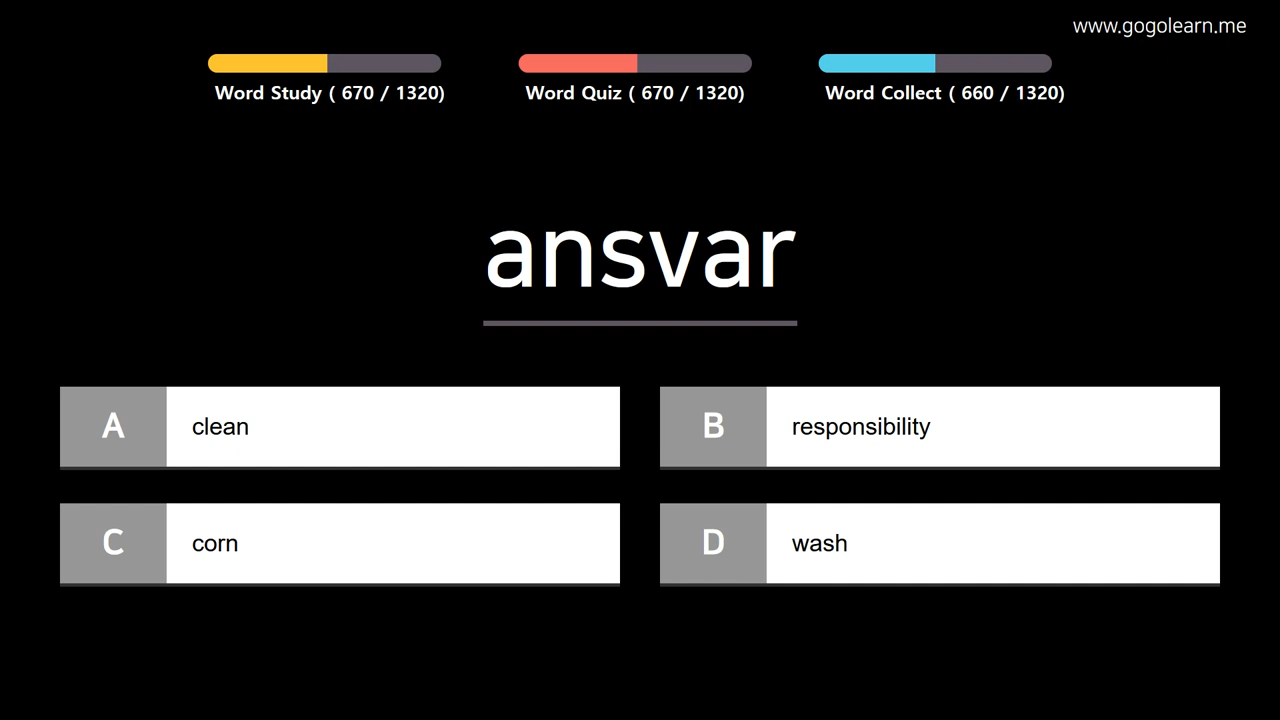 www.gogolearn.me
Word Study ( 670 / 1320)
Word Quiz ( 670 / 1320)
Word Collect ( 660 / 1320)
ansvar
A clean
B responsibility
C corn
D wash